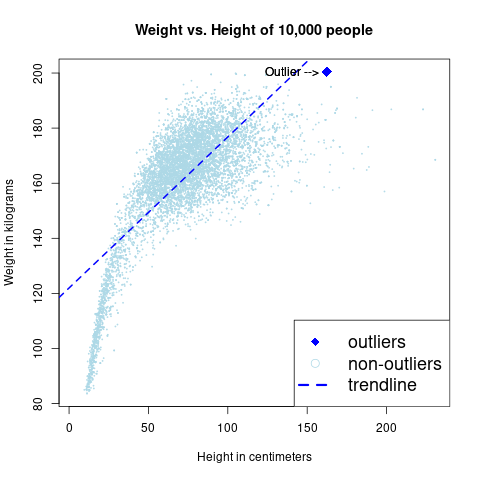 Weight vs. Height of 10,000 people
Outlier -->
200
180
160
140
120
100
80
Weight in kilograms
outliers
non-outliers
trendline
0 50 100 150 200
Height in centimeters